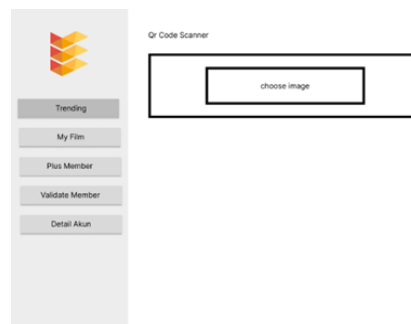 Qr Code Scanner
choose image
Trending
My Film
Plus Member
Validate Member
Detail Akun